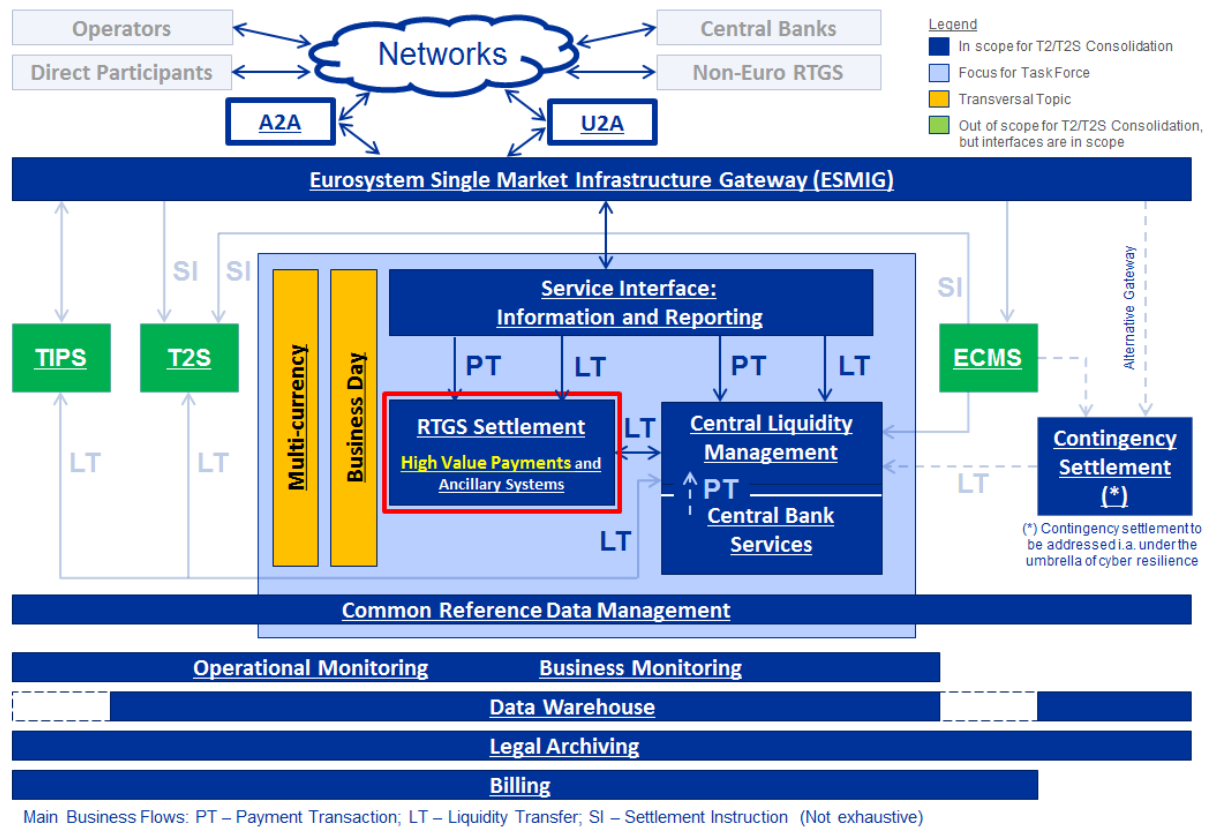 Operators
Direct Participants
Networks
Central Banks
Non-Euro RTGS
Legend
In scope for T2/T2S Consolidation
Focus for Task Force
Transversal Topic
Out of scope for T2/T2S Consolidation,
but interfaces are in scope
A2A
U2A
Eurosystem Single Market Infrastructure Gateway (ESMIG)
SI
SI
SI
Alternative Gateway
Multi-currency
Business Day
Service Interface:
Information and Reporting
TIPS
T2S
ECMS
PT
LT
PT
LT
RTGS Settlement
High Value Payments and
Ancillary Systems
LT
Central Liquidity
Management
PT
Central Bank
Services
Contingency
Settlement
(*)
LT
LT
LT
LT
(*) Contingency settlement to
be addressed i.a. under the
umbrella of cyber resilience
Common Reference Data Management
Operational Monitoring
Business Monitoring
Data Warehouse
Legal Archiving
Billing
Main Business Flows: PT – Payment Transaction; LT – Liquidity Transfer; SI – Settlement Instruction (Not exhaustive)